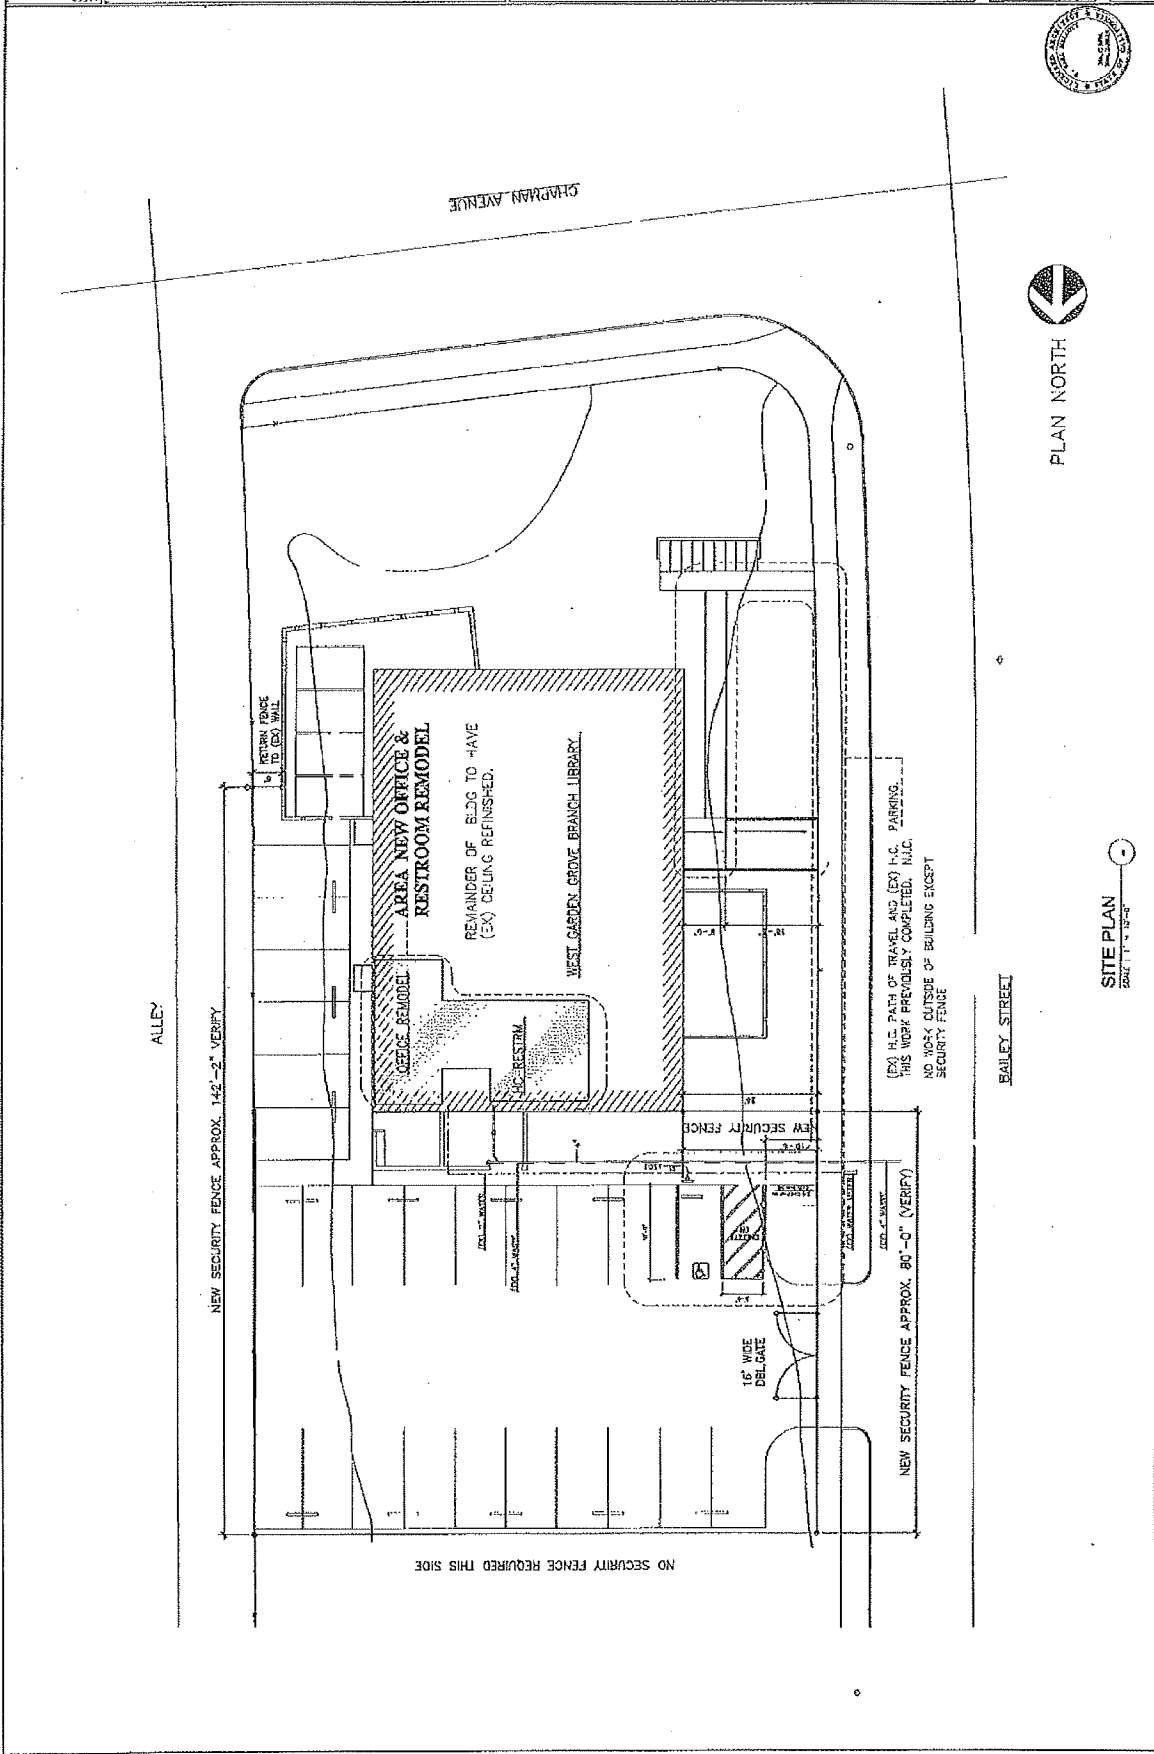 CHAPMAN AVENUE
ALLEY
NEW SECURITY FENCE APPROX. 142'-2" VERIFY
RETURN FENCE
TO (EX) WALL
AREA NEW OFFICE &
RESTROOM REMODEL
REMAINDER OF BLDG TO HAVE
(EX) CEILING REFINISHED.
WEST GARDEN GROVE BRANCH LIBRARY
OFFICE REMODEL
HC RESTRM
NEW SECURITY FENCE
16' WIDE
DBL.GATE
NEW SECURITY FENCE APPROX. 80'-0" (VERIFY)
NO SECURITY FENCE REQUIRED THIS SIDE
(EX) H.C. PATH OF TRAVEL AND (EX) H.C. PARKING.
THIS WORK PREVIOUSLY COMPLETED. N.I.C.
NO WORK OUTSIDE OF BUILDING EXCEPT
SECURITY FENCE
BAILEY STREET
PLAN NORTH
SITE PLAN